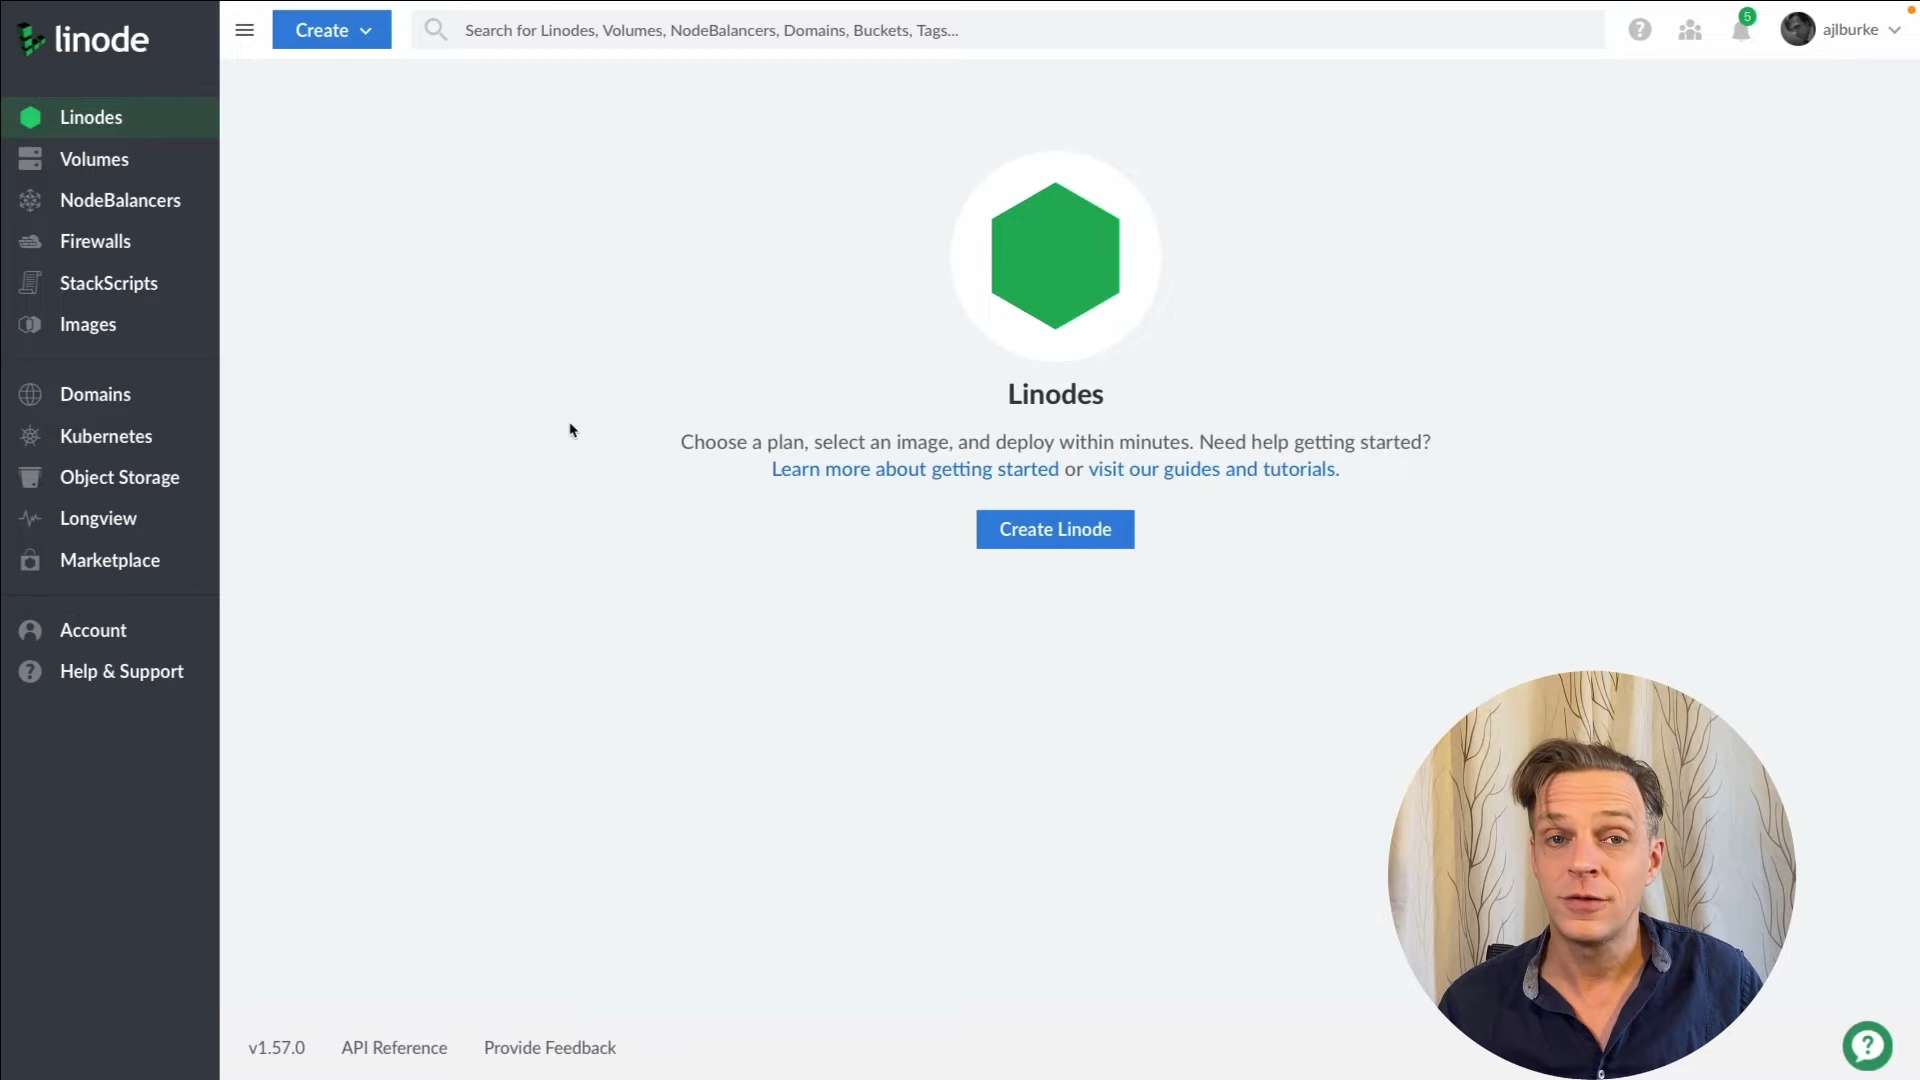 linode
Create
Search for Linodes, Volumes, NodeBalancers, Domains, Buckets, Tags...
?
5
ajlburke
Linodes
Volumes
NodeBalancers
Firewalls
StackScripts
Images
Domains
Kubernetes
Object Storage
Longview
Marketplace
Account
? Help & Support
Linodes
Choose a plan, select an image, and deploy within minutes. Need help getting started?
Learn more about getting started or visit our guides and tutorials.
Create Linode
v1.57.0 API Reference Provide Feedback
?